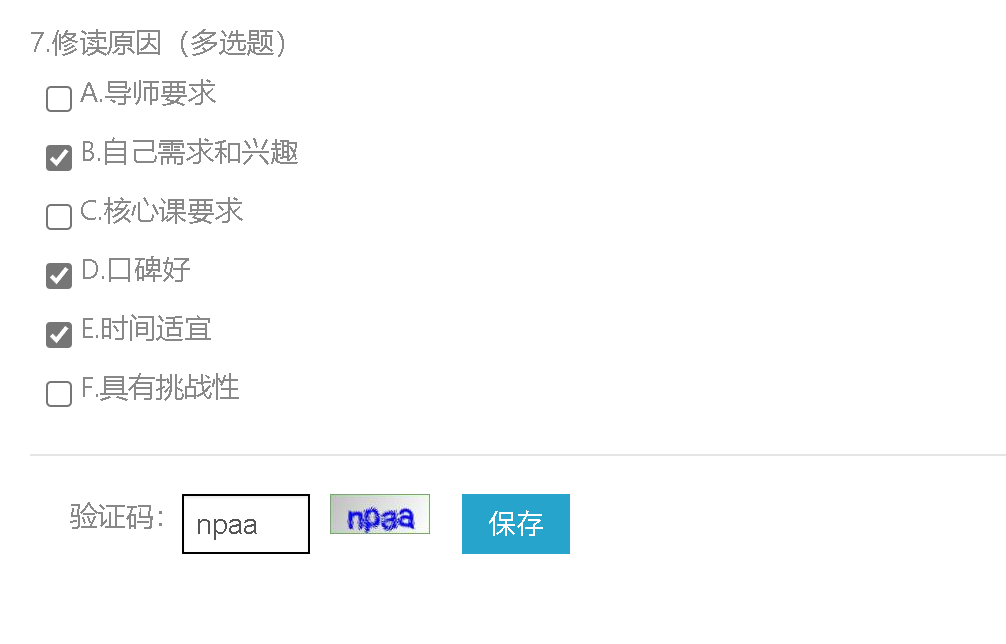 7.修读原因（多选题）
A.导师要求
B.自己需求和兴趣
C.核心课要求
D.口碑好
E.时间适宜
F.具有挑战性
验证码： npaa npaa 保存